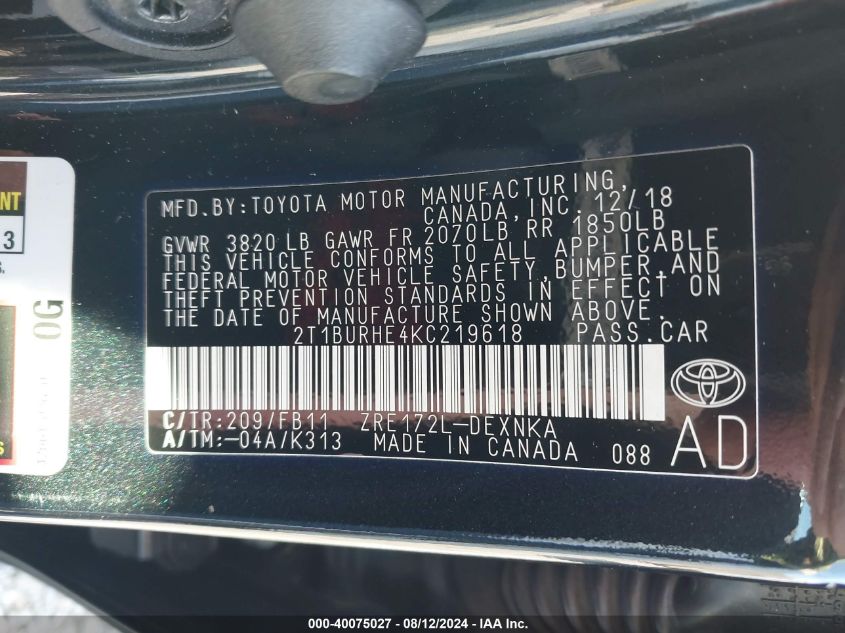 NT
3
S.
0G
S
MFD.BY:TOYOTA MOTOR MANUFACTURING,
CANADA,INC. 12/18
GVWR 3820 LB GAWR FR 2070LB RR 1850LB
THIS VEHICLE CONFORMS TO ALL APPLICABLE
FEDERAL MOTOR VEHICLE SAFETY,BUMPER,AND
THEFT PREVENTION STANDARDS IN EFFECT ON
THE DATE OF MANUFACTURE SHOWN ABOVE.
2T1BURHE4KC219618 PASS.CAR
C/TR:209/FB11 ZRE172L-DEXNKA
A/TM:-04A/K313 MADE IN CANADA 088
AD
000-40075027 - 08/12/2024 - IAA Inc.